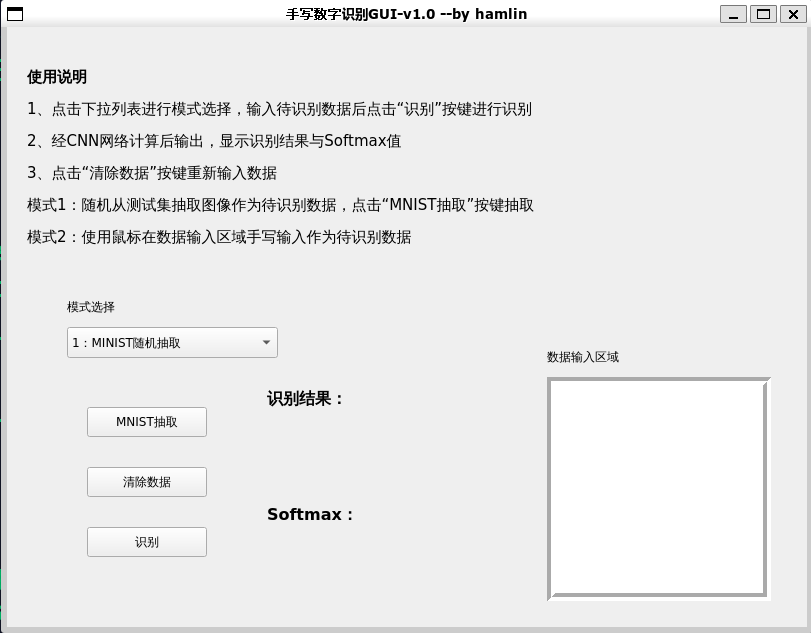 手写数字识别GUI-v1.0 --by hamlin
使用说明
1、点击下拉列表进行模式选择，输入待识别数据后点击“识别”按键进行识别
2、经CNN网络计算后输出，显示识别结果与Softmax值
3、点击“清除数据”按键重新输入数据
模式1：随机从测试集抽取图像作为待识别数据，点击“MNIST抽取”按键抽取
模式2：使用鼠标在数据输入区域手写输入作为待识别数据
模式选择
1：MINIST随机抽取
数据输入区域
识别结果：
MNIST抽取
清除数据
Softmax：
识别